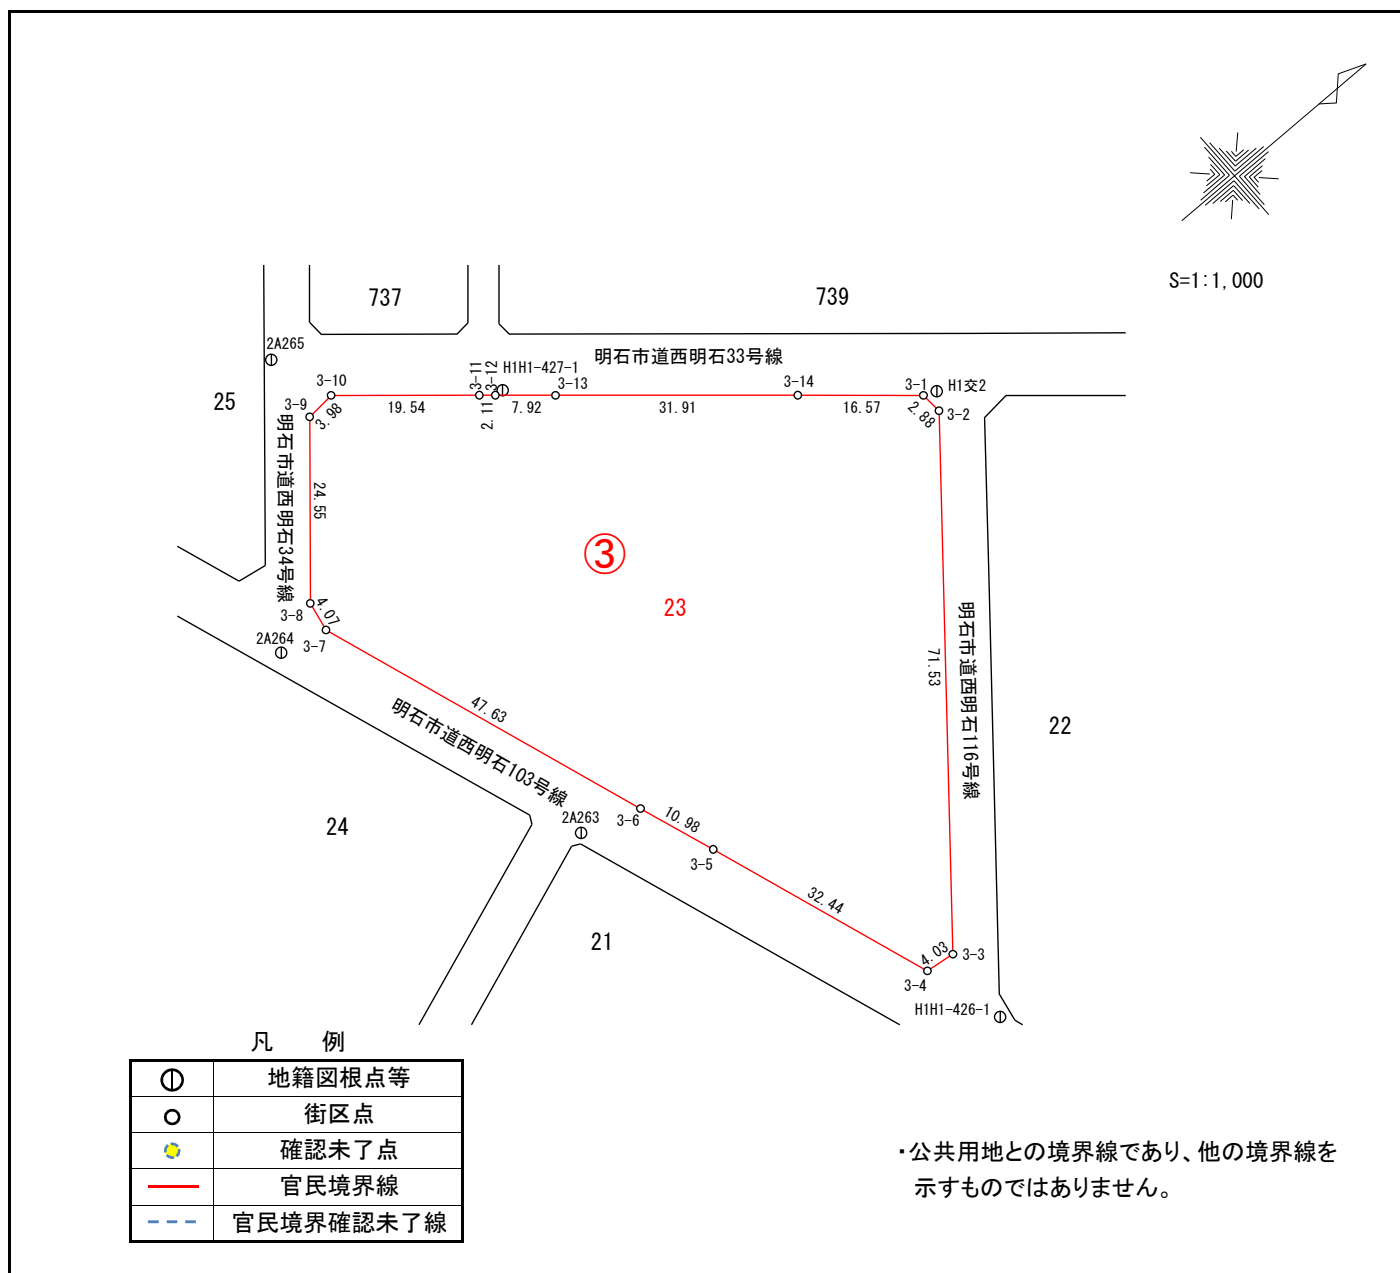 S=1:1,000
737
739
2A265
明石市道西明石33号線
3-11
3-12
H1H1-427-1
3-10
3-13
3-14
3-1
H1交2
25
3-9
3.98
19.54
2.11
7.92
31.91
16.57
2.88
3-2
明石市道西明石34号線
24.55
③
23
3-8
4.07
2A264
3-7
明石市道西明石116号線
71.53
47.63
明石市道西明石103号線
22
3-6
10.98
2A263
24
3-5
32.44
21
4.03
3-3
3-4
H1H1-426-1
凡 例
地籍図根点等
街区点
確認未了点
官民境界線
官民境界確認未了線
・公共用地との境界線であり、他の境界線を
示すものではありません。